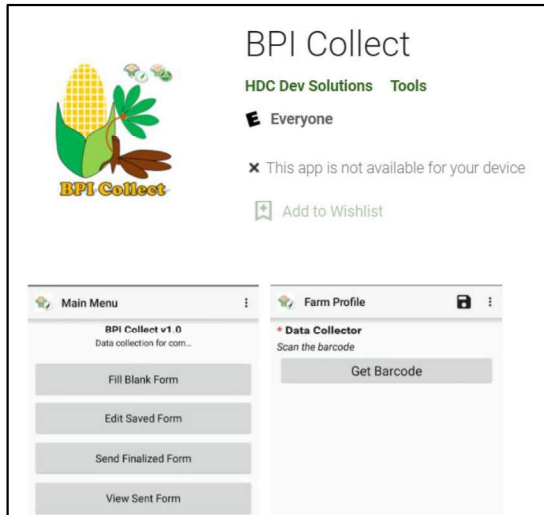 BPI Collect
HDC Dev Solutions Tools
E Everyone
This app is not available for your device
Add to Wishlist
BPI Collect
Main Menu
BPI Collect v1.0
Data collection for com...
Fill Blank Form
Edit Saved Form
Send Finalized Form
View Sent Form
Farm Profile
* Data Collector
Scan the barcode
Get Barcode